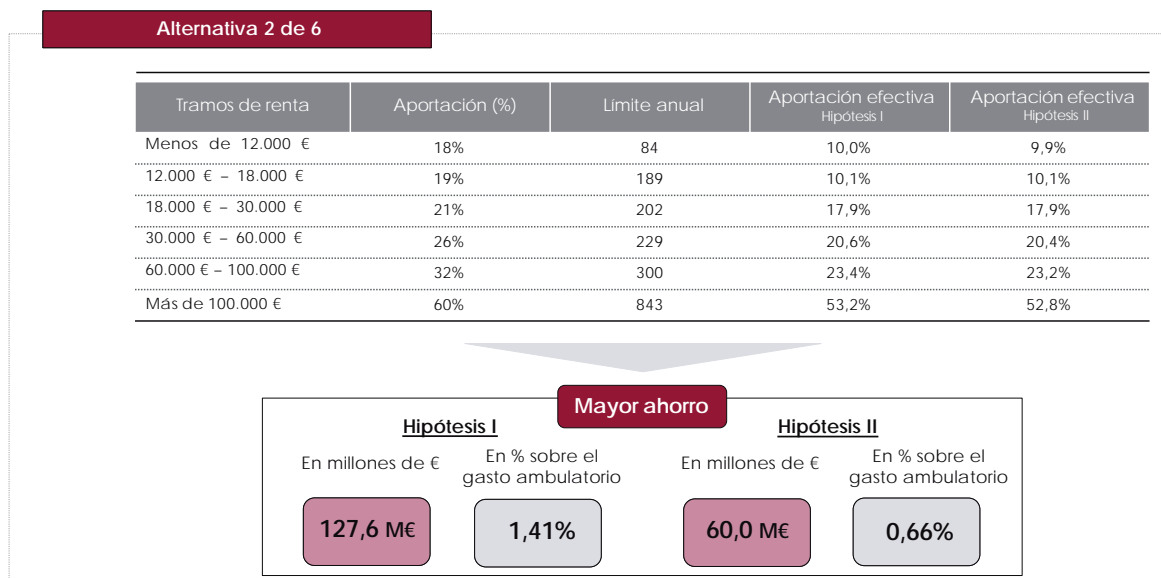 Alternativa 2 de 6
Tramos de renta Aportación (%) Límite anual Aportación efectiva Hipótesis I Aportación efectiva Hipótesis II
Menos de 12.000 € 18% 84 10,0% 9,9%
12.000 € – 18.000 € 19% 189 10,1% 10,1%
18.000 € – 30.000 € 21% 202 17,9% 17,9%
30.000 € – 60.000 € 26% 229 20,6% 20,4%
60.000 € – 100.000 € 32% 300 23,4% 23,2%
Más de 100.000 € 60% 843 53,2% 52,8%
Mayor ahorro
Hipótesis I Hipótesis II
En millones de € En % sobre el gasto ambulatorio En millones de € En % sobre el gasto ambulatorio
127,6 M€ 1,41% 60,0 M€ 0,66%